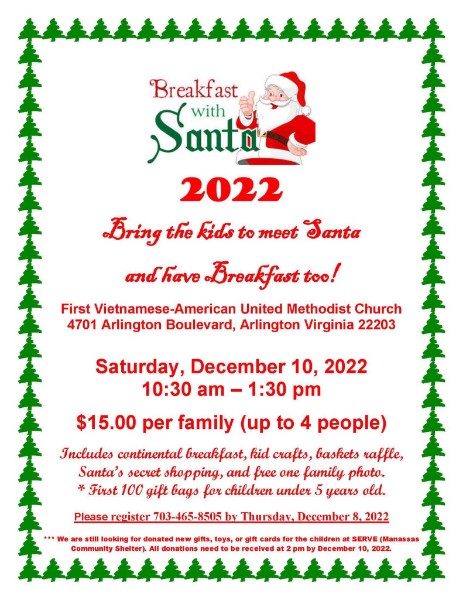 Breakfast
with
Santa
2022
Bring the kids to meet Santa
and have Breakfast too!
First Vietnamese-American United Methodist Church
4701 Arlington Boulevard, Arlington Virginia 22203
Saturday, December 10, 2022
10:30 am – 1:30 pm
$15.00 per family (up to 4 people)
Includes continental breakfast, kid crafts, baskets raffle,
Santa's secret shopping, and free one family photo.
* First 100 gift bags for children under 5 years old.
Please register 703-465-8505 by Thursday, December 8, 2022
*** We are still looking for donated new gifts, toys, or gift cards for the children at SERVE (Manassas
Community Shelter). All donations need to be received at 2 pm by December 10, 2022.